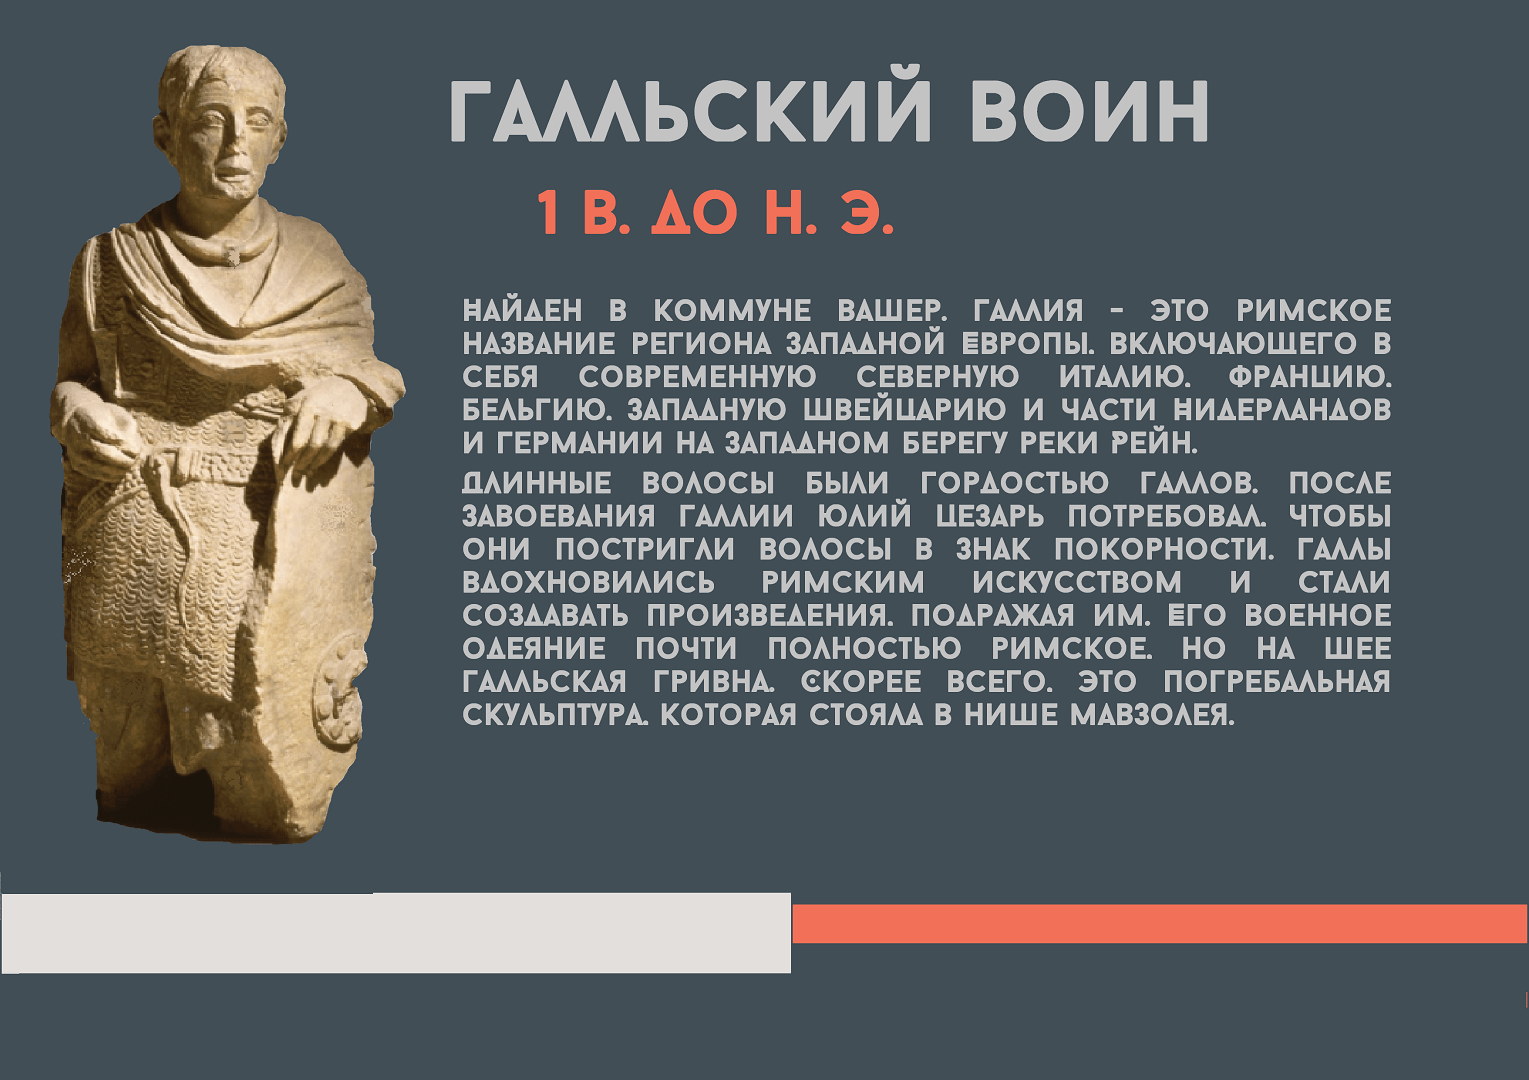 ГАЛЛЬСКИЙ ВОИН
1 В. ДО Н. Э.
НАЙДЕН В КОММУНЕ ВАШЕР. ГАЛЛИЯ - ЭТО РИМСКОЕ
НАЗВАНИЕ РЕГИОНА ЗАПАДНОЙ ЕВРОПЫ. ВКЛЮЧАЮЩЕГО В
СЕБЯ СОВРЕМЕННУЮ СЕВЕРНУЮ ИТАЛИЮ. ФРАНЦИЮ.
БЕЛЬГИЮ. ЗАПАДНУЮ ШВЕЙЦАРИЮ И ЧАСТИ НИДЕРЛАНДОВ
И ГЕРМАНИИ НА ЗАПАДНОМ БЕРЕГУ РЕКИ РЕЙН.
ДЛИННЫЕ ВОЛОСЫ БЫЛИ ГОРДОСТЬЮ ГАЛЛОВ. ПОСЛЕ
ЗАВОЕВАНИЯ ГАЛЛИИ ЮЛИЙ ЦЕЗАРЬ ПОТРЕБОВАЛ. ЧТОБЫ
ОНИ ПОСТРИГЛИ ВОЛОСЫ В ЗНАК ПОКОРНОСТИ. ГАЛЛЫ
ВДОХНОВИЛИСЬ РИМСКИМ ИСКУССТВОМ И СТАЛИ
СОЗДАВАТЬ ПРОИЗВЕДЕНИЯ. ПОДРАЖАЯ ИМ. ЕГО ВОЕННОЕ
ОДЕЯНИЕ ПОЧТИ ПОЛНОСТЬЮ РИМСКОЕ. НО НА ШЕЕ
ГАЛЛЬСКАЯ ГРИВНА. СКОРЕЕ ВСЕГО. ЭТО ПОГРЕБАЛЬНАЯ
СКУЛЬПТУРА. КОТОРАЯ СТОЯЛА В НИШЕ МАВЗОЛЕЯ.